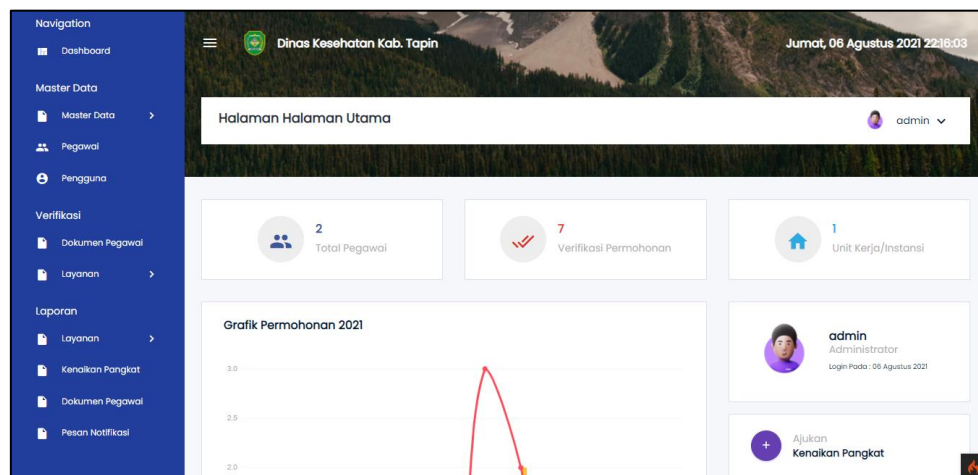 Navigation
Dashboard
Master Data
Master Data
Pegawai
Pengguna
Verifikasi
Dokumen Pegawai
Layanan
Laporan
Layanan
Kenaikan Pangkat
Dokumen Pegawai
Pesan Notifikasi
Dinas Kesehatan Kab. Tapin
Jumat, 06 Agustus 2021 22:16:03
Halaman Halaman Utama
admin
2
Total Pegawai
7
Verifikasi Permohonan
1
Unit Kerja/Instansi
Grafik Permohonan 2021
3.0
2.5
2.0
admin
Administrator
Login Pada : 06 Agustus 2021
Ajukan
Kenaikan Pangkat